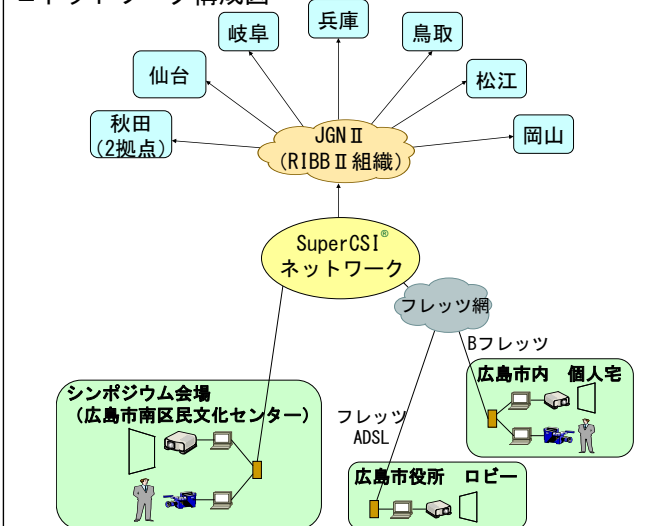 ■ネットワーク構成図
兵庫
岐阜
鳥取
仙台
松江
秋田
(2拠点)
JGNⅡ
(RIBBⅡ組織)
岡山
SuperCSI®
ネットワーク
フレッツ網
Bフレッツ
シンポジウム会場
(広島市南区民文化センター)
フレッツ
ADSL
広島市内 個人宅
広島市役所 ロビー